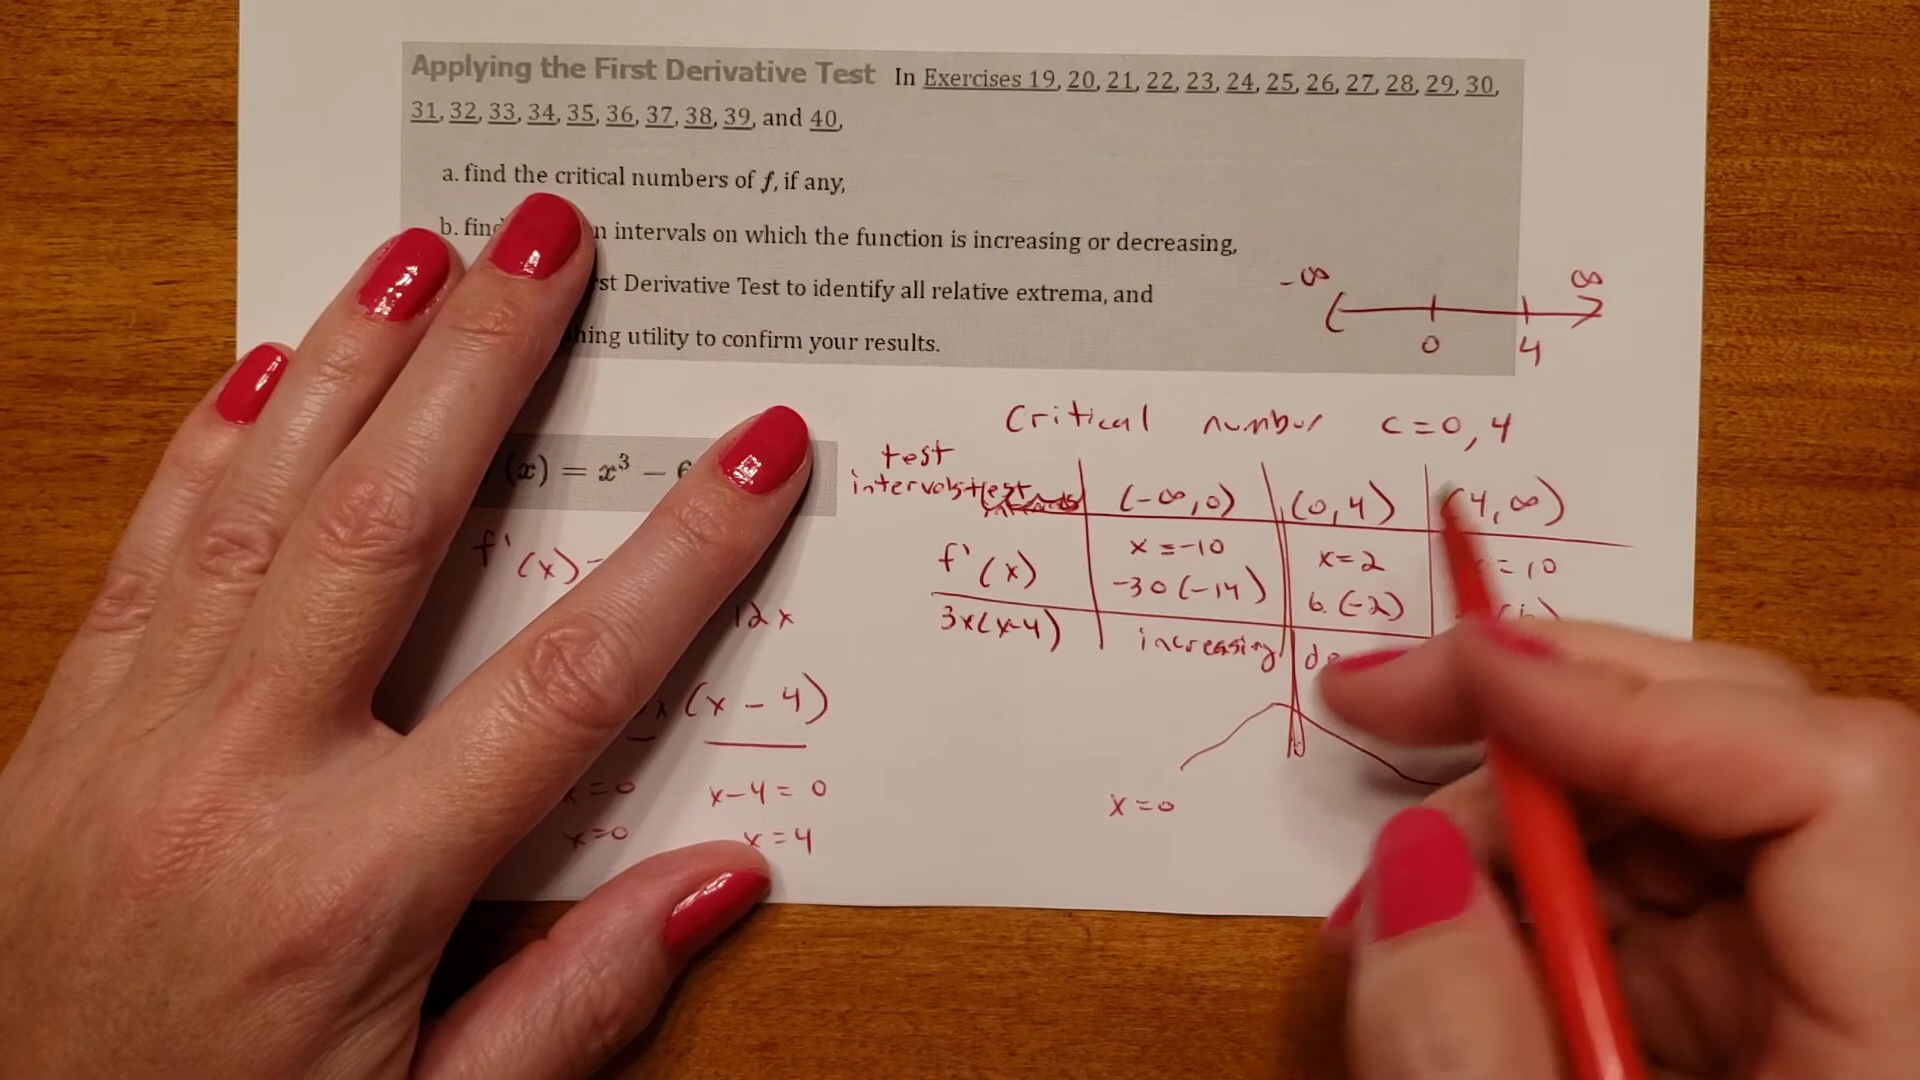 Applying the First Derivative Test In Exercises 19, 20, 21, 22, 23, 24, 25, 26, 27, 28, 29, 30,
31, 32, 33, 34, 35, 36, 37, 38, 39, and 40,
a. find the critical numbers of f, if any,
b. intervals on which the function is increasing or decreasing,
Derivative Test to identify all relative extrema, and
utility to confirm your results.
-∞ ∞
0 4
Critical number c=0,4
(x) = x³ −
test
intervals test (-∞,0) (0,4) (4,∞)
f'(x) x=-10 x=2 =10
-30(-14) 6(-2)
3x(x-4) increasing
f'(x)
12x
x(x-4)
x=0 x-4=0
x=0 x=4
x=0